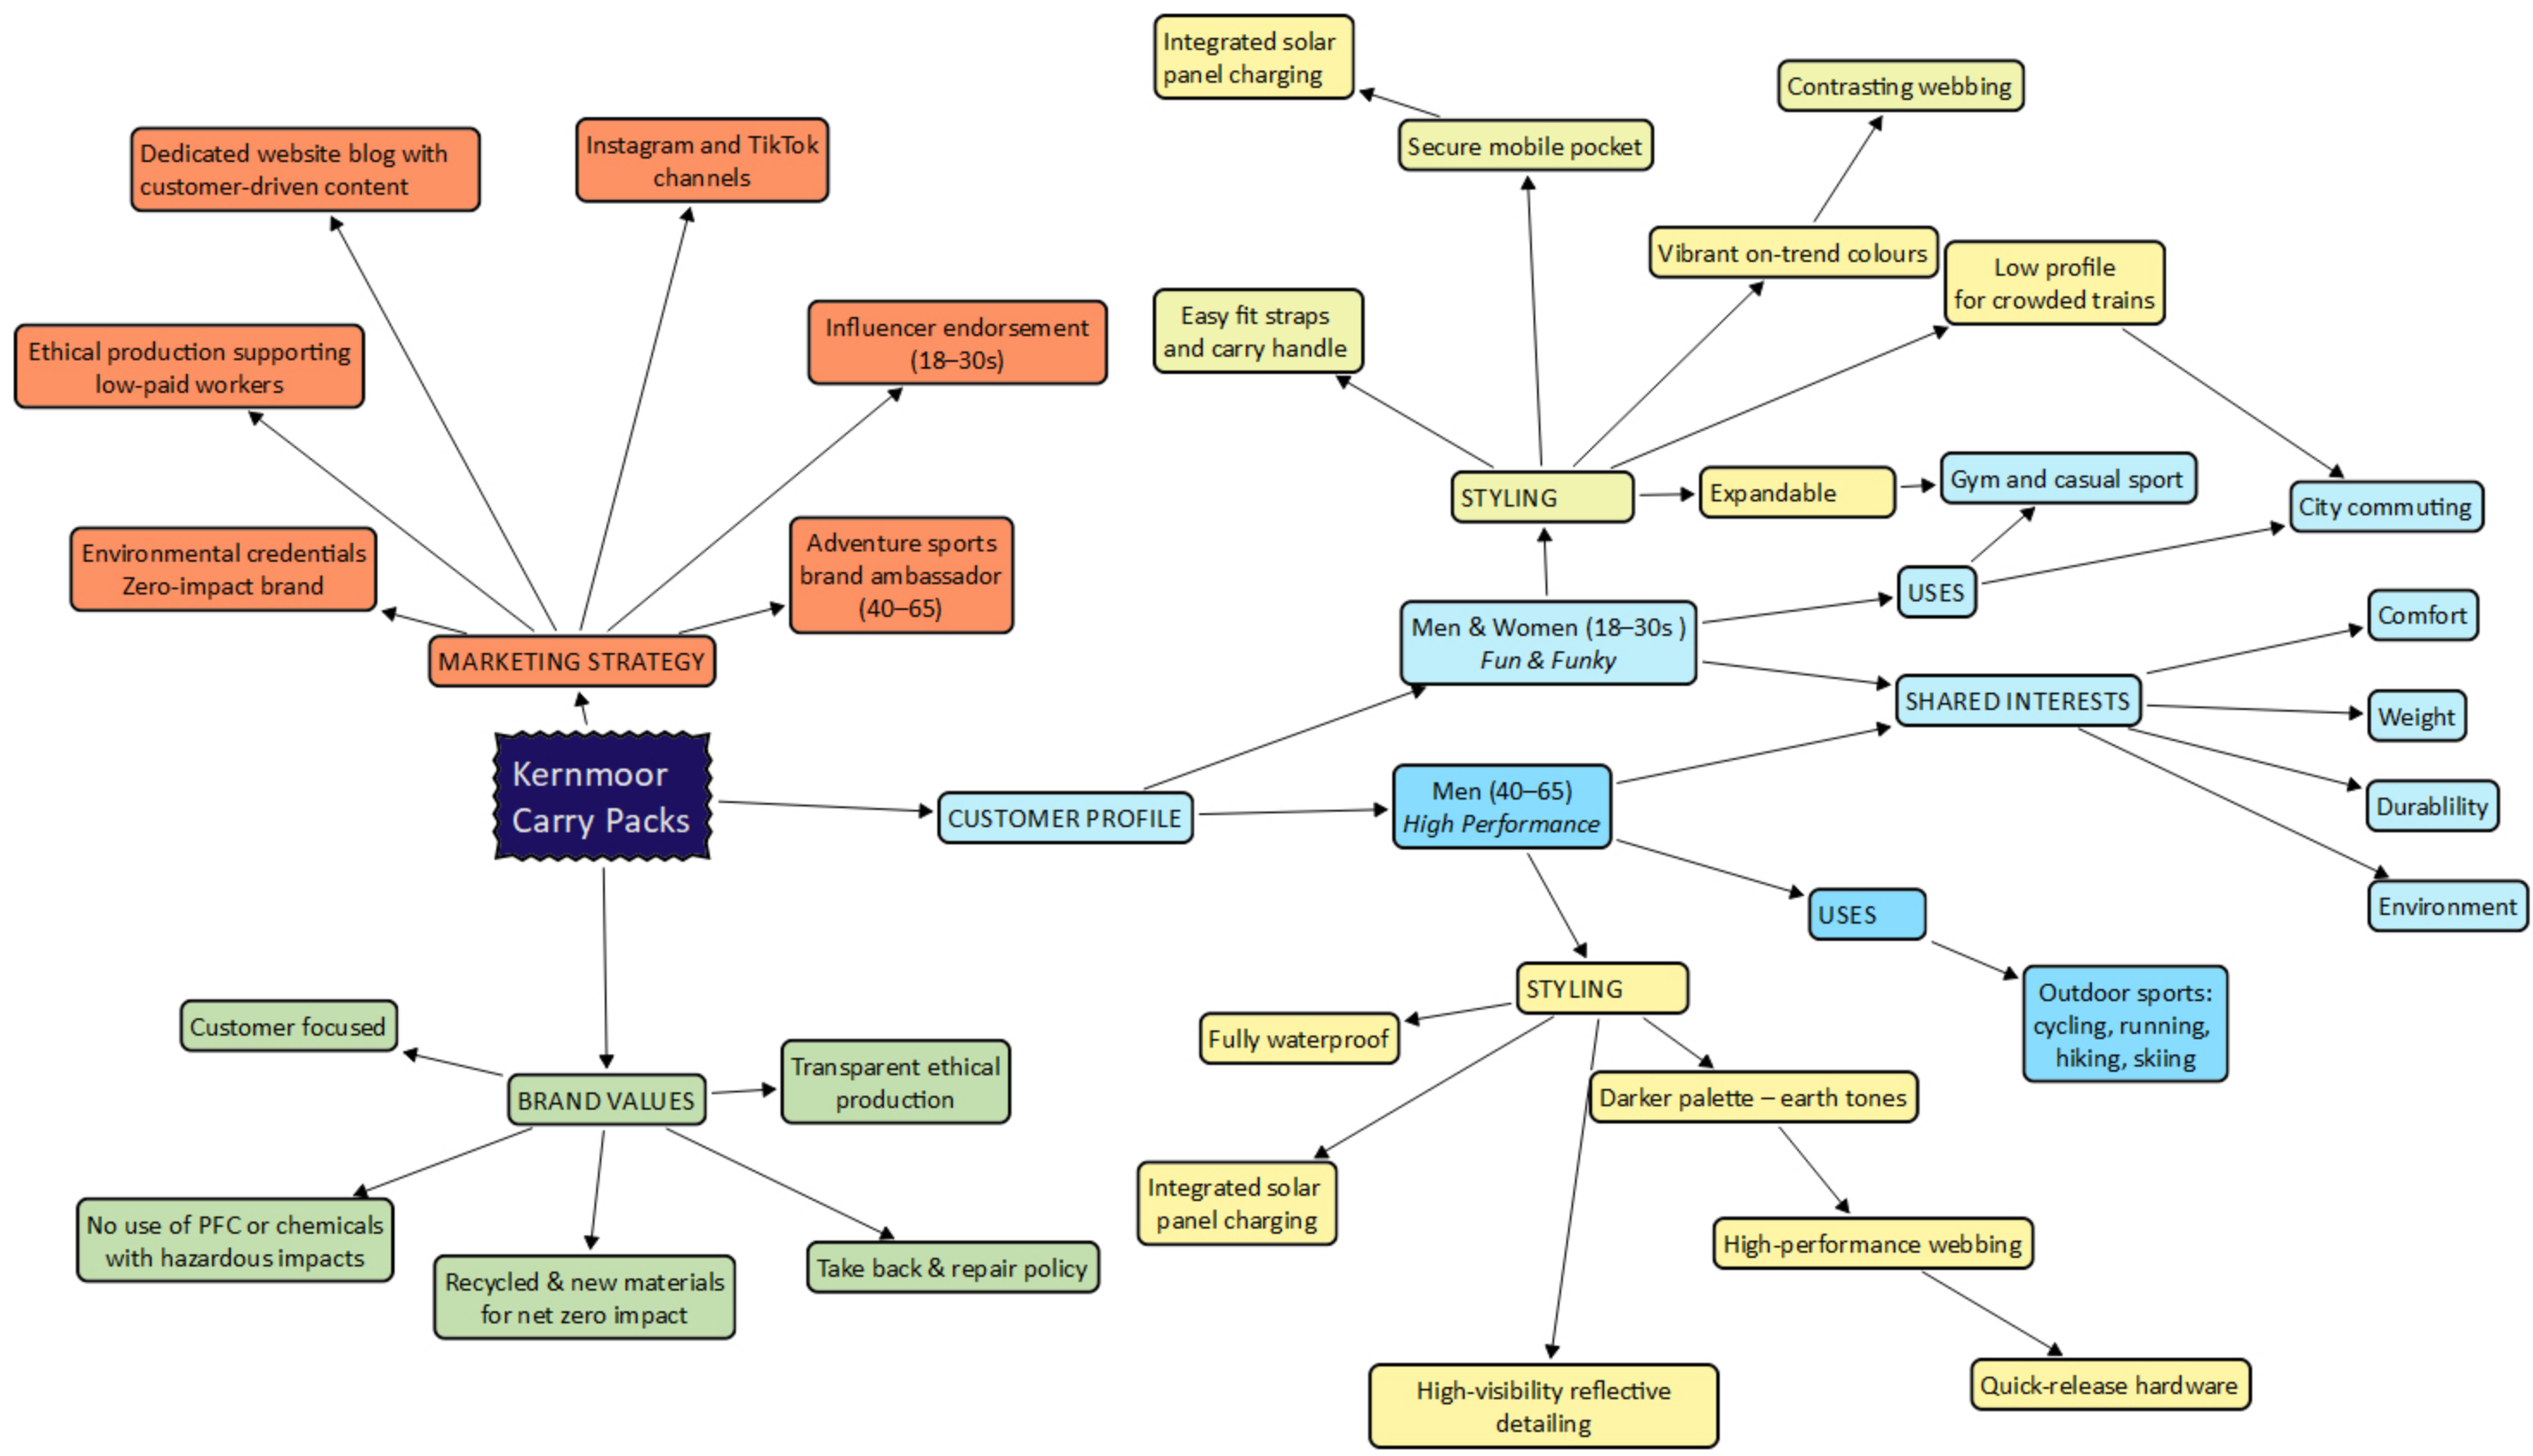 Kernmoor
Carry Packs
MARKETING STRATEGY
Environmental credentials
Zero-impact brand
Ethical production supporting
low-paid workers
Dedicated website blog with
customer-driven content
Instagram and TikTok
channels
Influencer endorsement
(18–30s)
Adventure sports
brand ambassador
(40–65)
CUSTOMER PROFILE
Men & Women (18–30s )
Fun & Funky
STYLING
Easy fit straps
and carry handle
Secure mobile pocket
Integrated solar
panel charging
Vibrant on-trend colours
Contrasting webbing
Low profile
for crowded trains
Expandable
Gym and casual sport
City commuting
USES
SHARED INTERESTS
Comfort
Weight
Durablility
Environment
Men (40–65)
High Performance
USES
Outdoor sports:
cycling, running,
hiking, skiing
STYLING
Fully waterproof
Integrated solar
panel charging
High-visibility reflective
detailing
Darker palette – earth tones
High-performance webbing
Quick-release hardware
BRAND VALUES
Customer focused
Transparent ethical
production
No use of PFC or chemicals
with hazardous impacts
Recycled & new materials
for net zero impact
Take back & repair policy